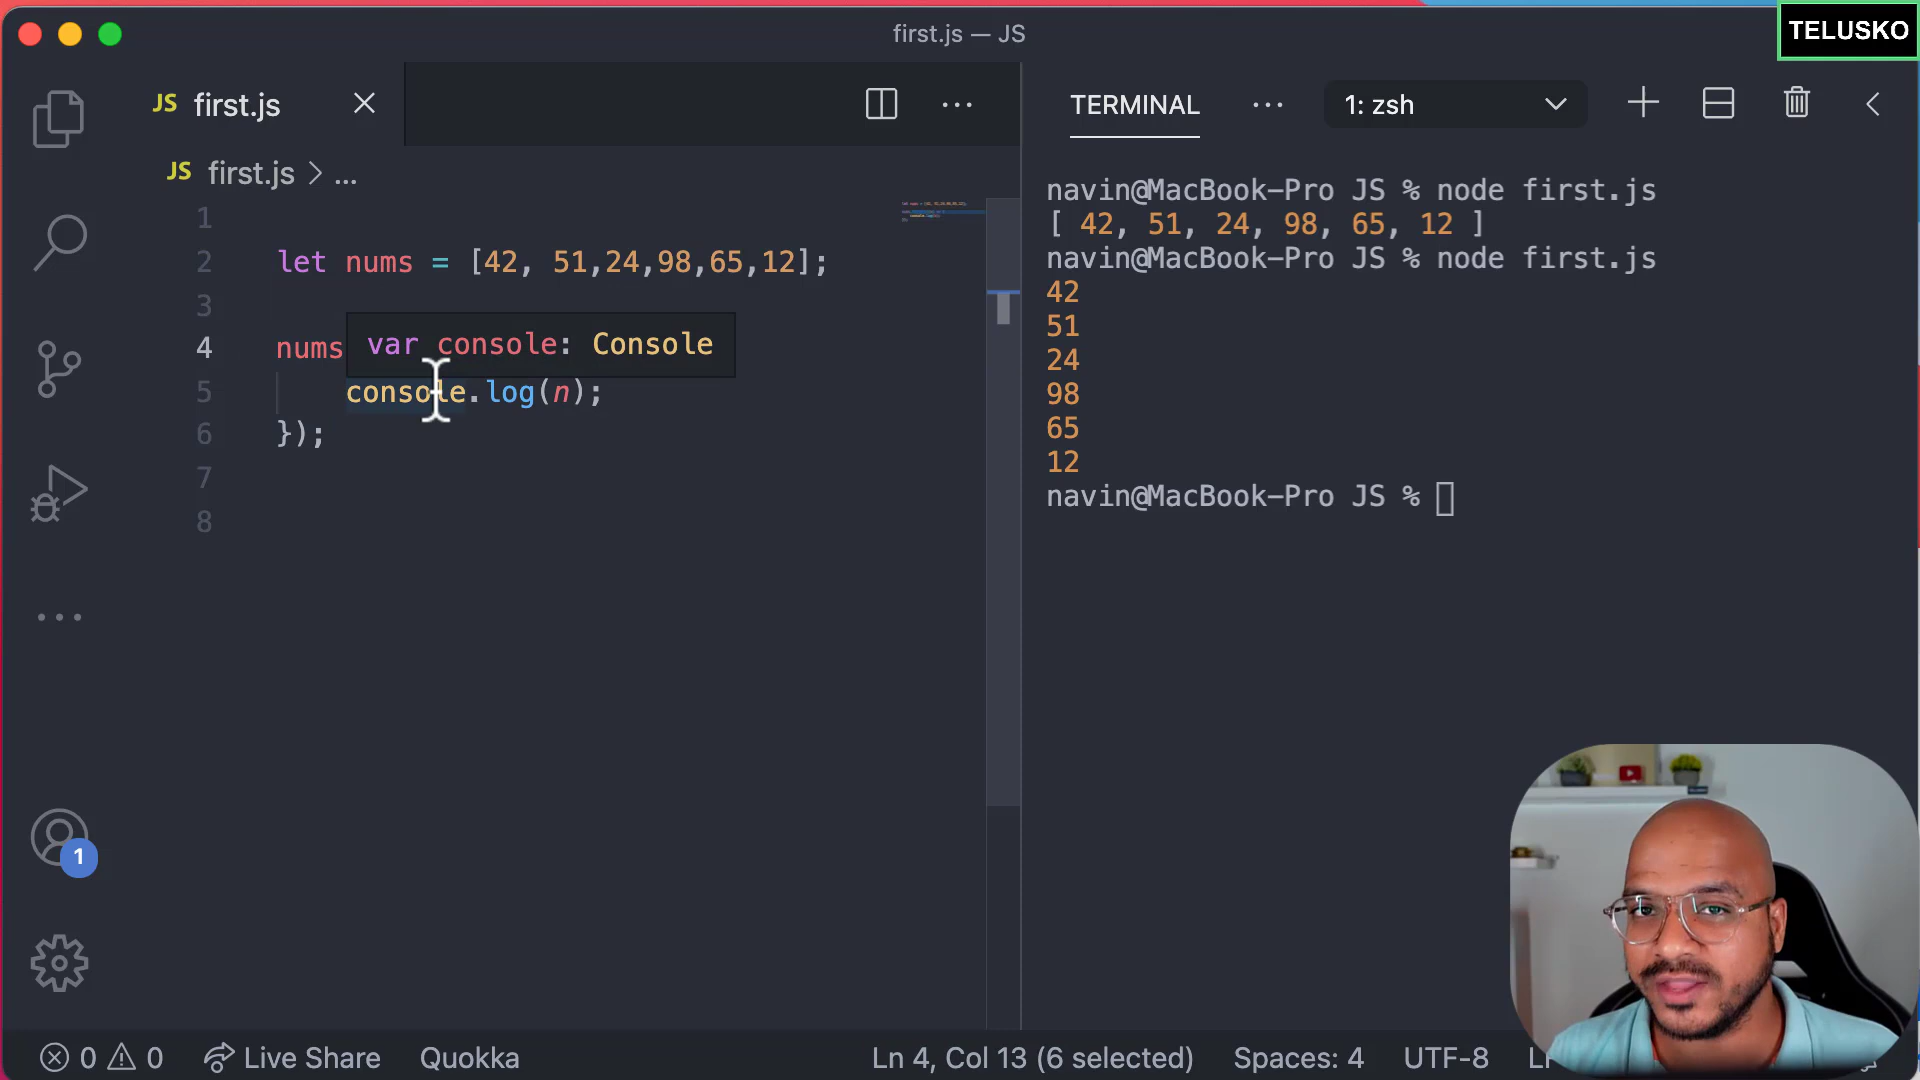 first.js — JS
TELUSKO
JS first.js
JS first.js > ...
TERMINAL
1: zsh
1
2 let nums = [42, 51,24,98,65,12];
3
4 nums
var console: Console
5 console.log(n);
6 });
7
8
navin@MacBook-Pro JS % node first.js
[ 42, 51, 24, 98, 65, 12 ]
navin@MacBook-Pro JS % node first.js
42
51
24
98
65
12
navin@MacBook-Pro JS %
1
0 0 Live Share Quokka Ln 4, Col 13 (6 selected) Spaces: 4 UTF-8